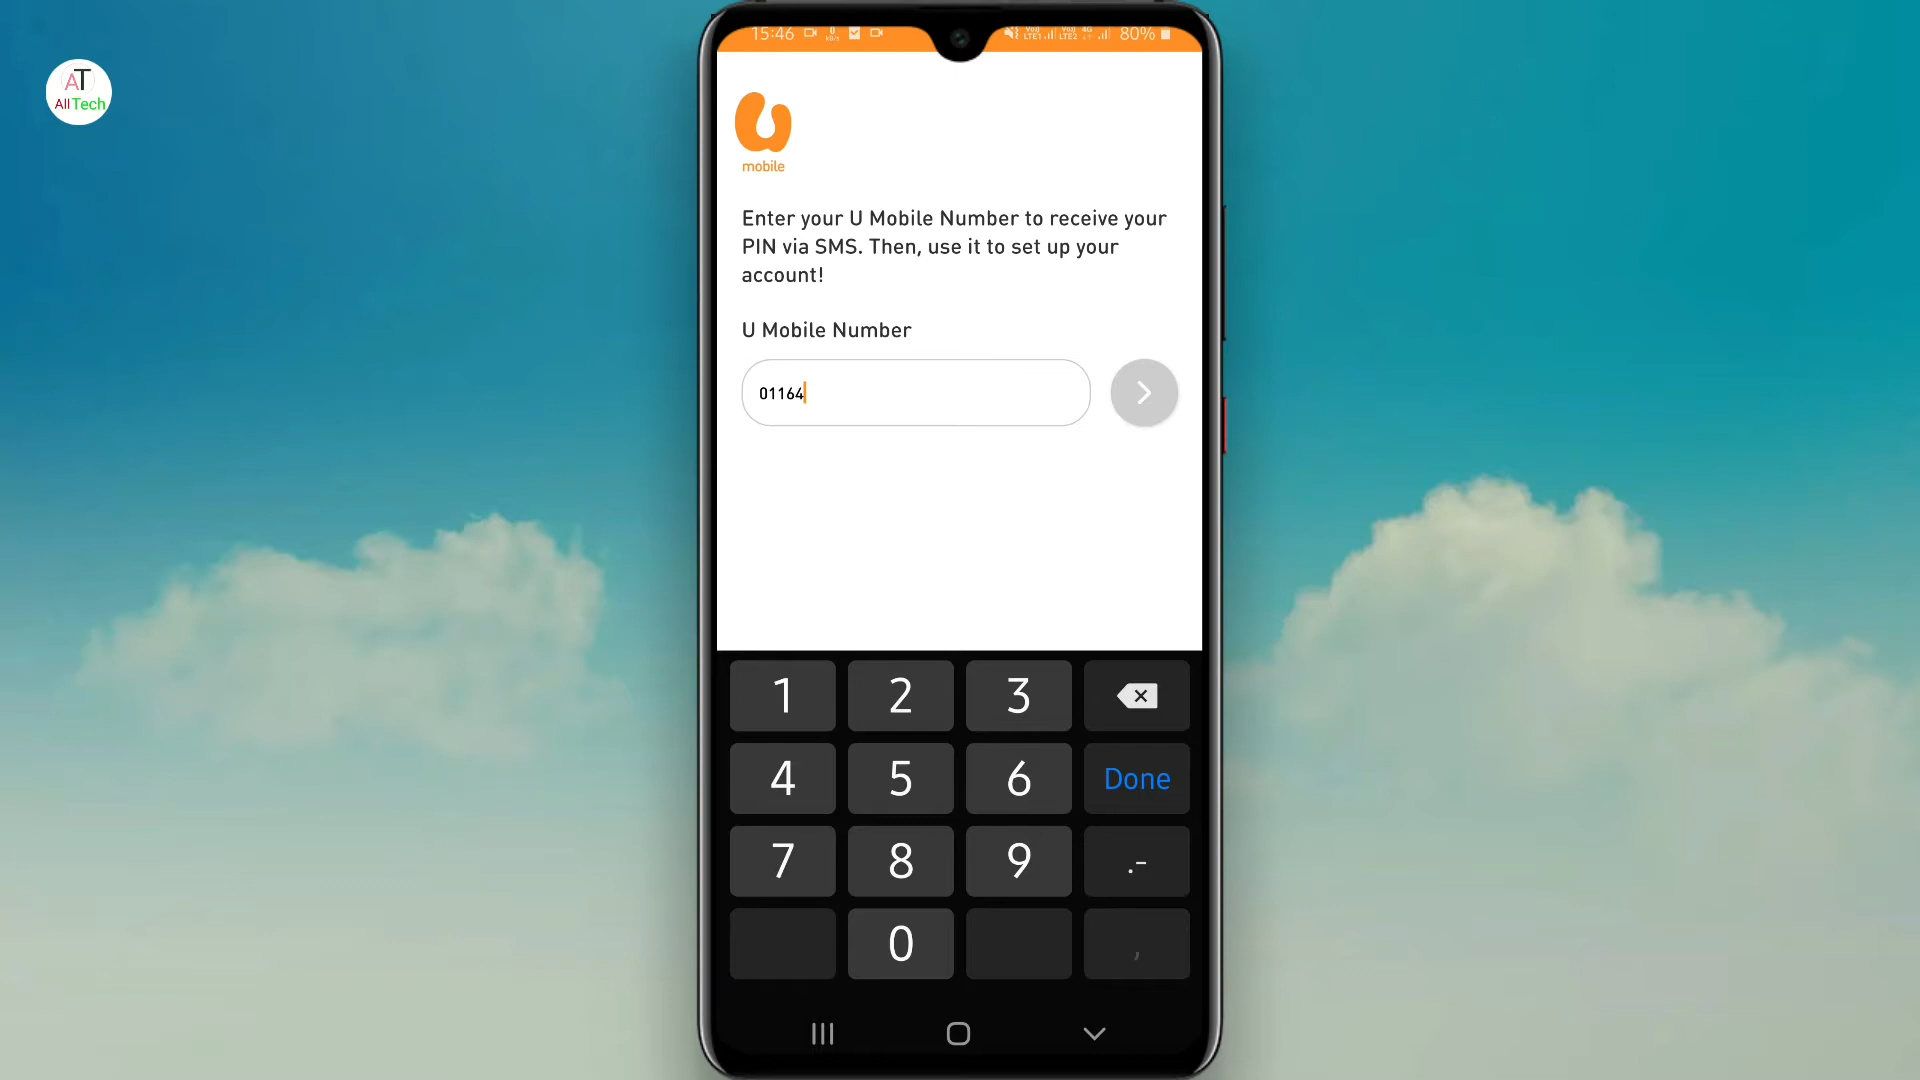 AT
All Tech
15:46 80%
mobile
Enter your U Mobile Number to receive your
PIN via SMS. Then, use it to set up your
account!
U Mobile Number
01164
1 2 3
4 5 6 Done
7 8 9 .-
0 ,